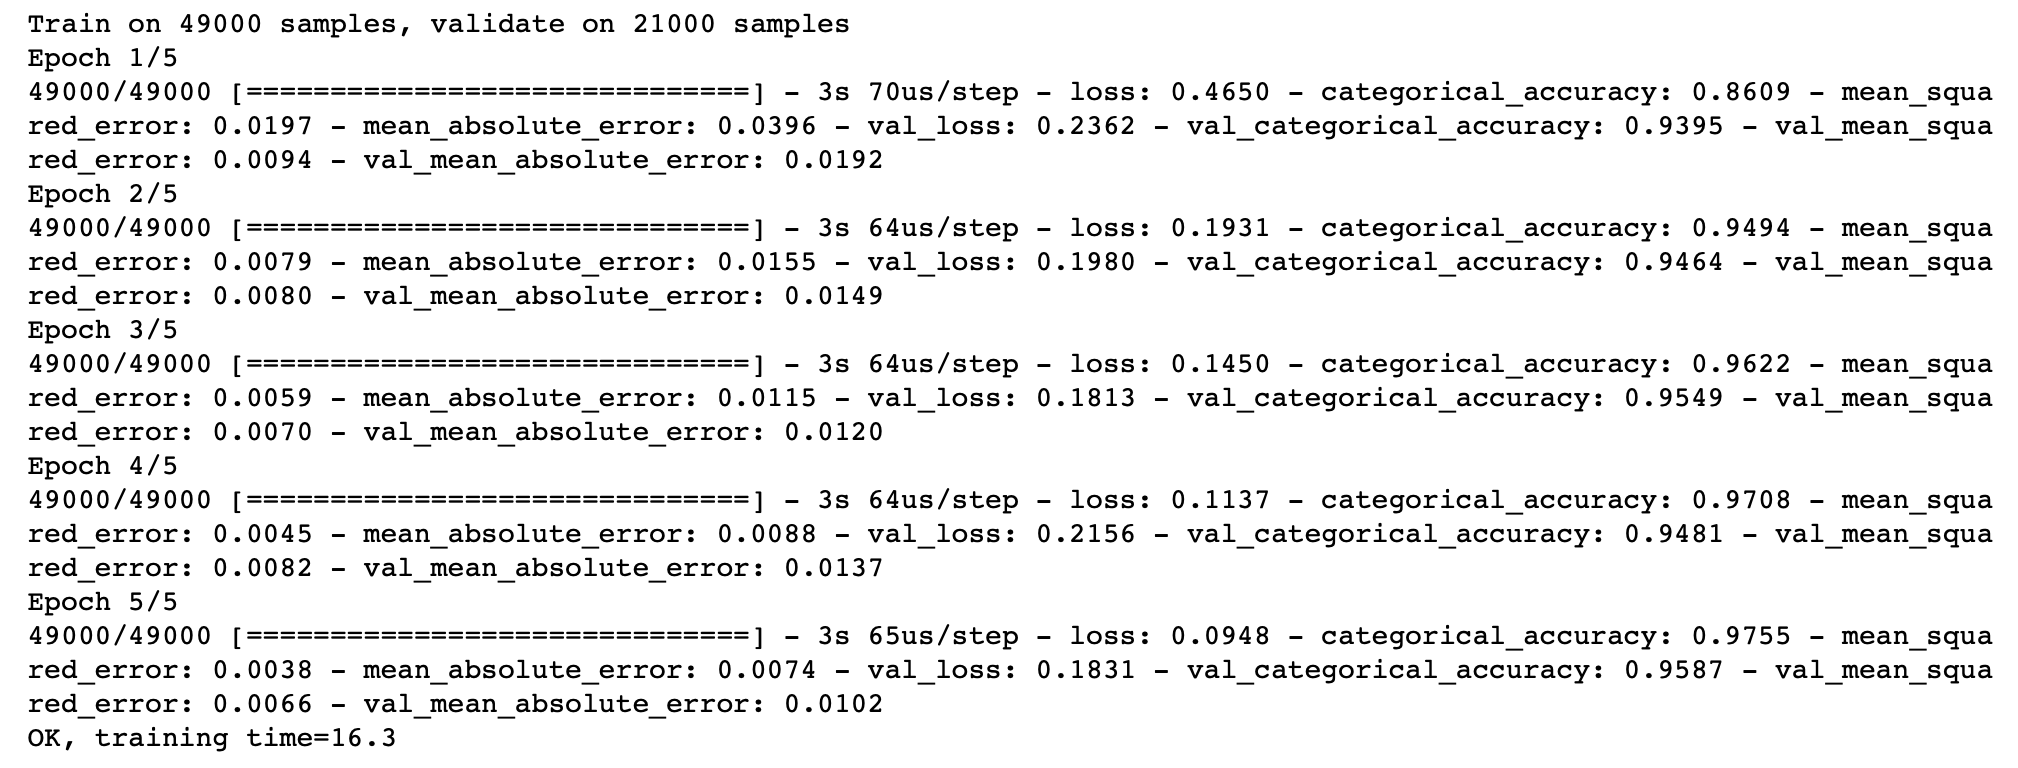 Train on 49000 samples, validate on 21000 samples
Epoch 1/5
49000/49000 [==============================] - 3s 70us/step - loss: 0.4650 - categorical_accuracy: 0.8609 - mean_squa
red_error: 0.0197 - mean_absolute_error: 0.0396 - val_loss: 0.2362 - val_categorical_accuracy: 0.9395 - val_mean_squa
red_error: 0.0094 - val_mean_absolute_error: 0.0192
Epoch 2/5
49000/49000 [==============================] - 3s 64us/step - loss: 0.1931 - categorical_accuracy: 0.9494 - mean_squa
red_error: 0.0079 - mean_absolute_error: 0.0155 - val_loss: 0.1980 - val_categorical_accuracy: 0.9464 - val_mean_squa
red_error: 0.0080 - val_mean_absolute_error: 0.0149
Epoch 3/5
49000/49000 [==============================] - 3s 64us/step - loss: 0.1450 - categorical_accuracy: 0.9622 - mean_squa
red_error: 0.0059 - mean_absolute_error: 0.0115 - val_loss: 0.1813 - val_categorical_accuracy: 0.9549 - val_mean_squa
red_error: 0.0070 - val_mean_absolute_error: 0.0120
Epoch 4/5
49000/49000 [==============================] - 3s 64us/step - loss: 0.1137 - categorical_accuracy: 0.9708 - mean_squa
red_error: 0.0045 - mean_absolute_error: 0.0088 - val_loss: 0.2156 - val_categorical_accuracy: 0.9481 - val_mean_squa
red_error: 0.0082 - val_mean_absolute_error: 0.0137
Epoch 5/5
49000/49000 [==============================] - 3s 65us/step - loss: 0.0948 - categorical_accuracy: 0.9755 - mean_squa
red_error: 0.0038 - mean_absolute_error: 0.0074 - val_loss: 0.1831 - val_categorical_accuracy: 0.9587 - val_mean_squa
red_error: 0.0066 - val_mean_absolute_error: 0.0102
OK, training time=16.3